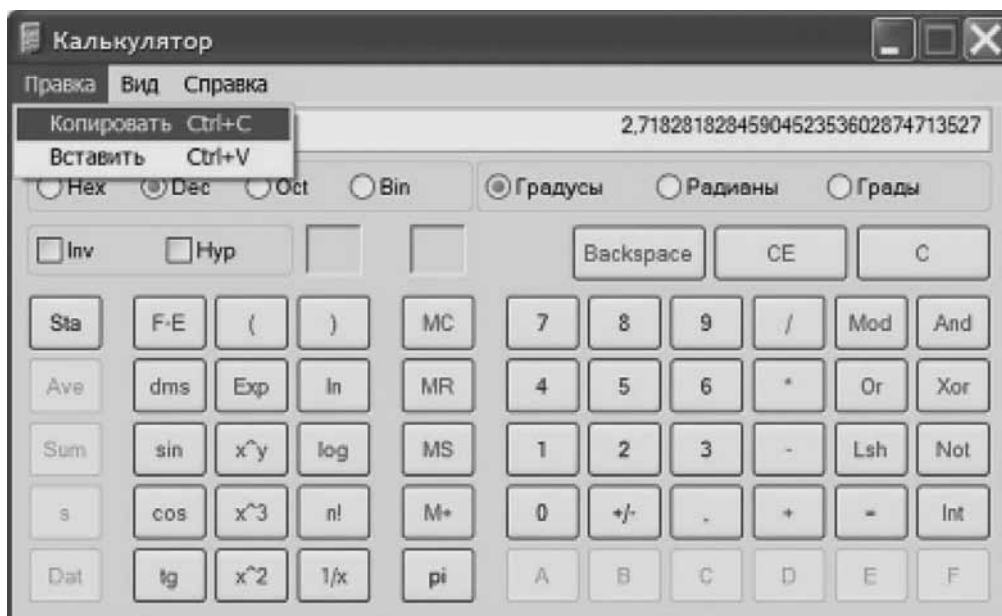 Калькулятор
Правка Вид Справка
Копировать Ctrl+C
2,7182818284590452353602874713527
Вставить Ctrl+V
Hex Dec Oct Bin Градусы Радианы Грады
Inv Hyp Backspace CE C
Sta F-E ( ) MC 7 8 9 / Mod And
Ave dms Exp ln MR 4 5 6 * Or Xor
Sum sin x^y log MS 1 2 3 - Lsh Not
s cos x^3 n! M+ 0 +/- , + = Int
Dat tg x^2 1/x pi A B C D E F